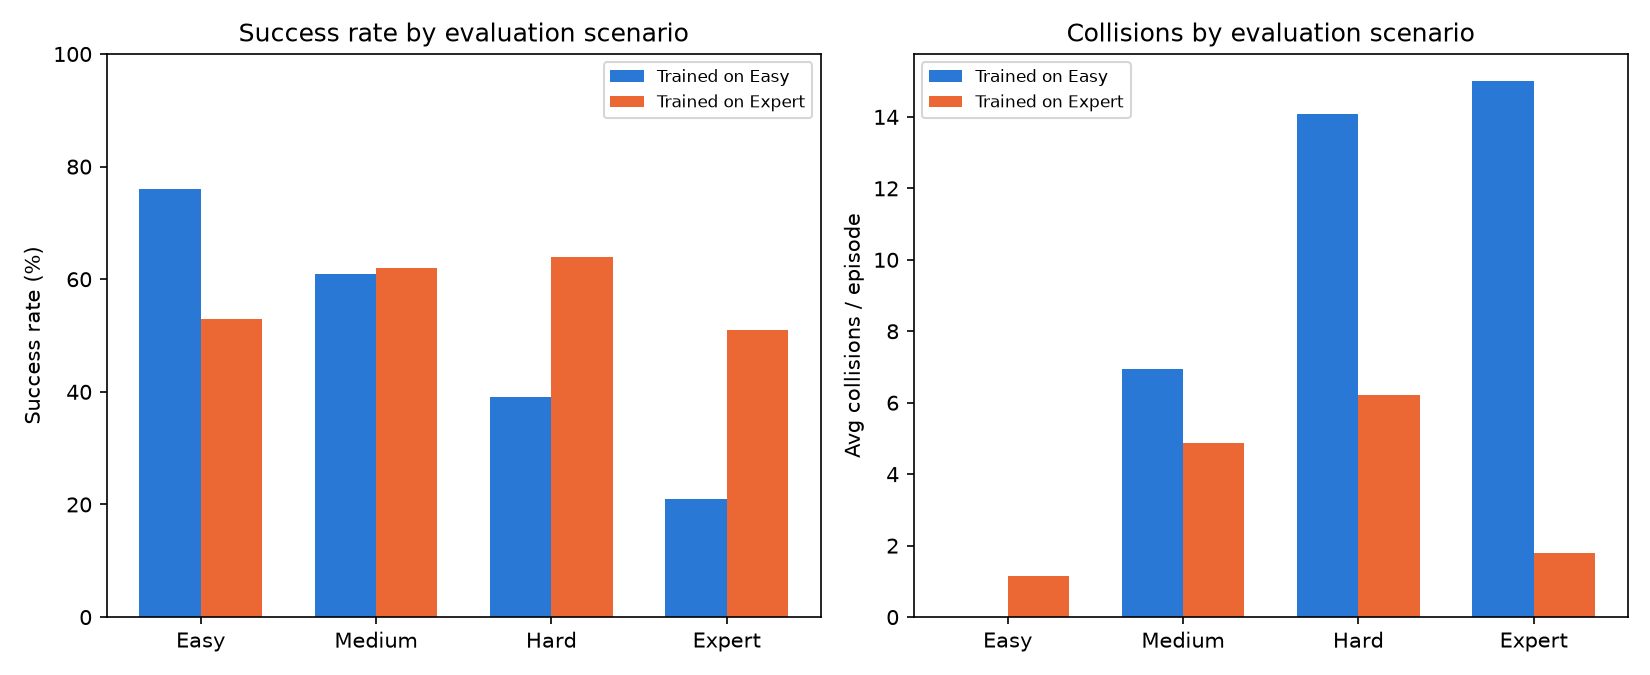 Success rate by evaluation scenario
Success rate (%)
100
80
60
40
20
0
Trained on Easy
Trained on Expert
Easy Medium Hard Expert
Collisions by evaluation scenario
Avg collisions / episode
14
12
10
8
6
4
2
0
Trained on Easy
Trained on Expert
Easy Medium Hard Expert